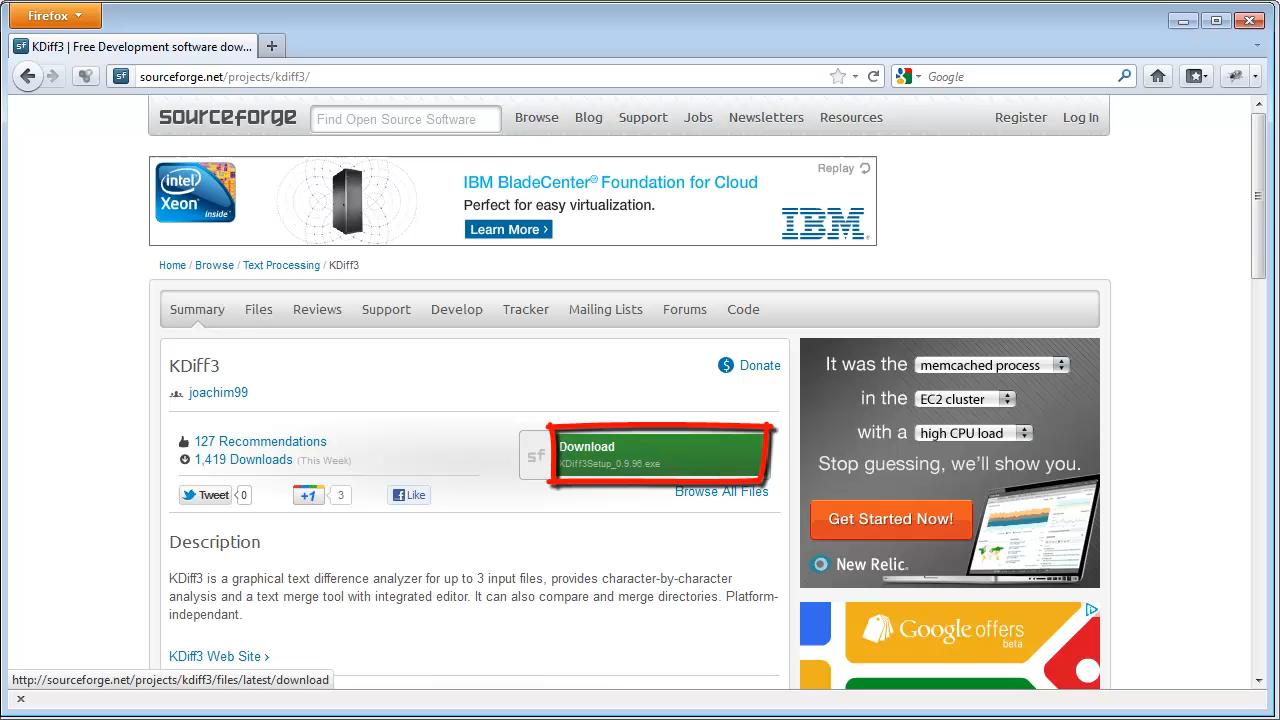 Firefox
KDiff3 | Free Development software dow...
sourceforge.net/projects/kdiff3/
Google
sourceforge
Find Open Source Software
Browse Blog Support Jobs Newsletters Resources
Register Log In
intel
Xeon
inside
IBM BladeCenter® Foundation for Cloud
Perfect for easy virtualization.
Learn More ›
Replay
IBM
Home / Browse / Text Processing / KDiff3
Summary Files Reviews Support Develop Tracker Mailing Lists Forums Code
KDiff3
$ Donate
joachim99
127 Recommendations
1,419 Downloads (This Week)
sf
Download
KDiff3Setup_0.9.96.exe
Browse All Files
Tweet 0
+1 3
Like
Description
KDiff3 is a graphical text difference analyzer for up to 3 input files, provides character-by-character
analysis and a text merge tool with integrated editor. It can also compare and merge directories. Platform-
independant.
KDiff3 Web Site ›
It was the memcached process
in the EC2 cluster
with a high CPU load
Stop guessing, we'll show you.
Get Started Now!
New Relic.
Google offers
beta
http://sourceforge.net/projects/kdiff3/files/latest/download